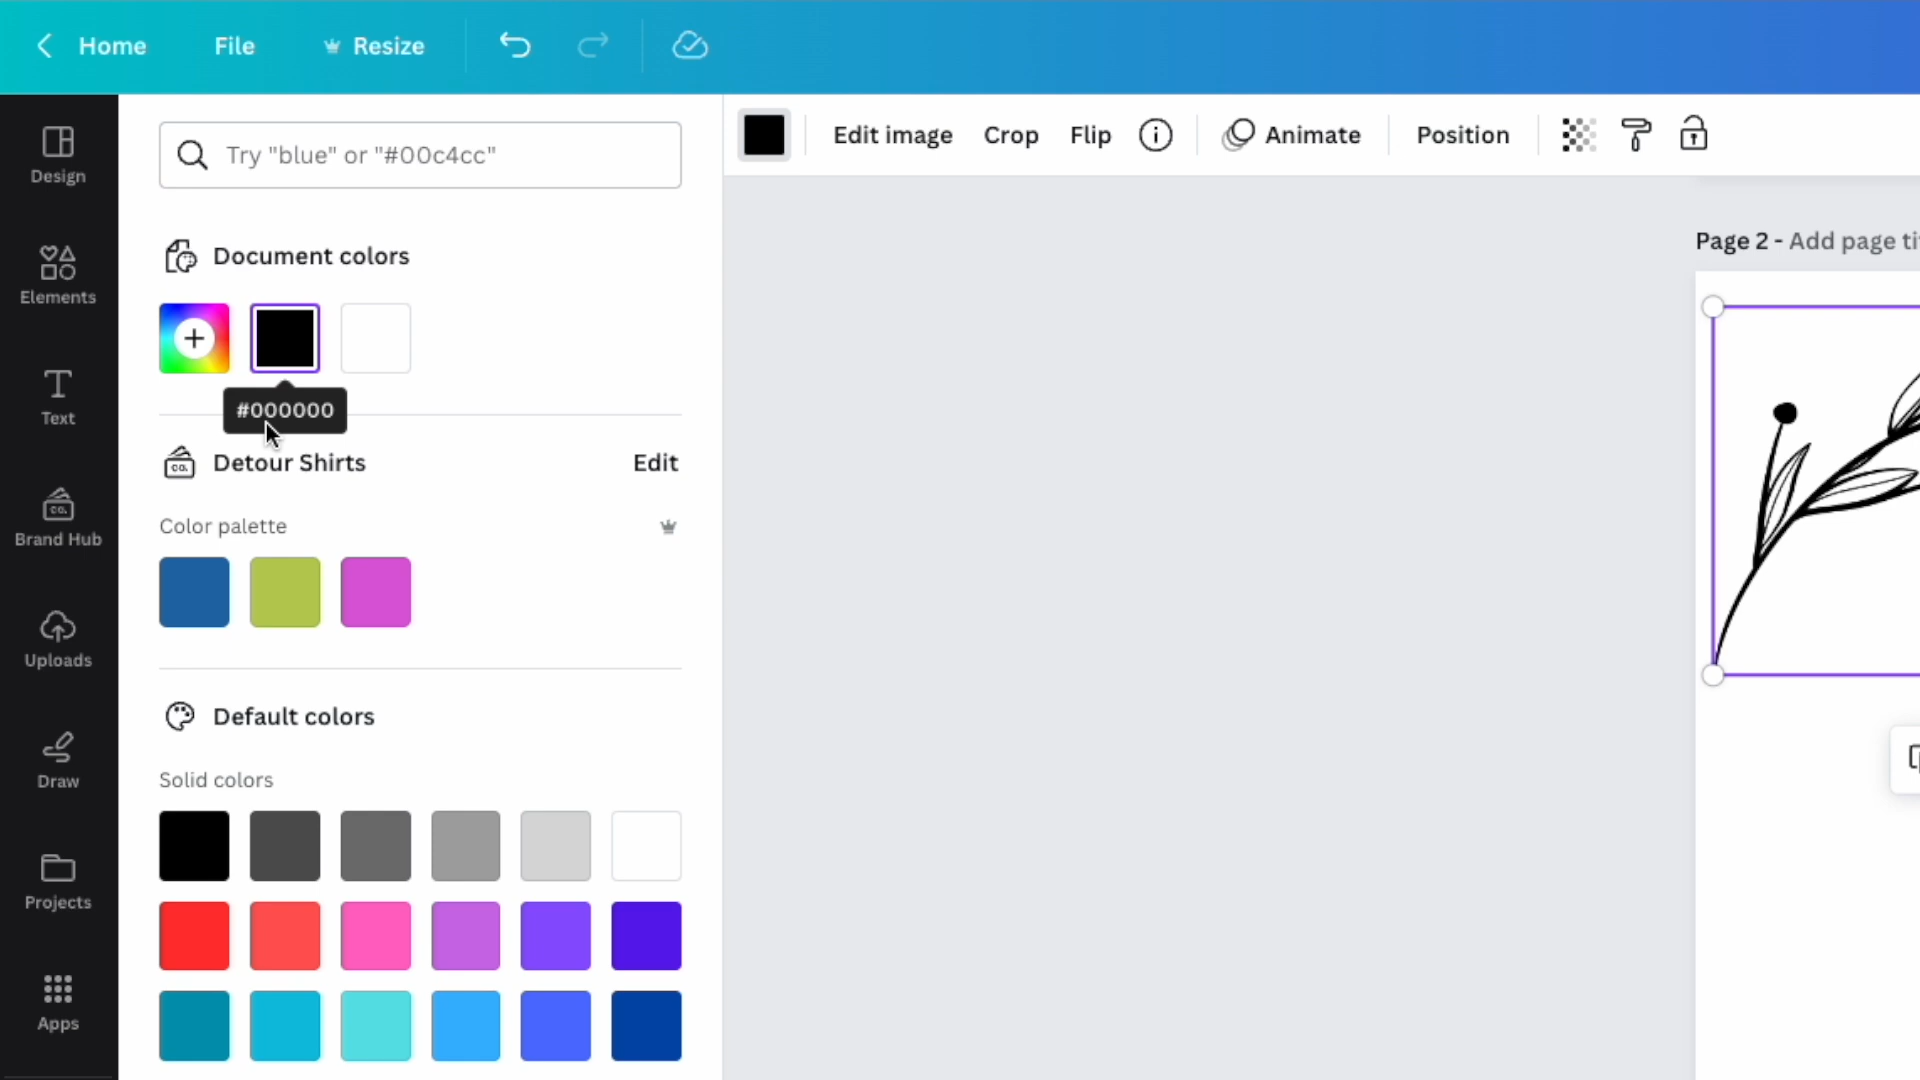 Home File Resize
Design
Elements
Text
Brand Hub
CO.
Uploads
Draw
Projects
Apps
Try "blue" or "#00c4cc"
Document colors
#000000
CO.
Detour Shirts Edit
Color palette
Default colors
Solid colors
Edit image Crop Flip Animate Position
Page 2 - Add page ti